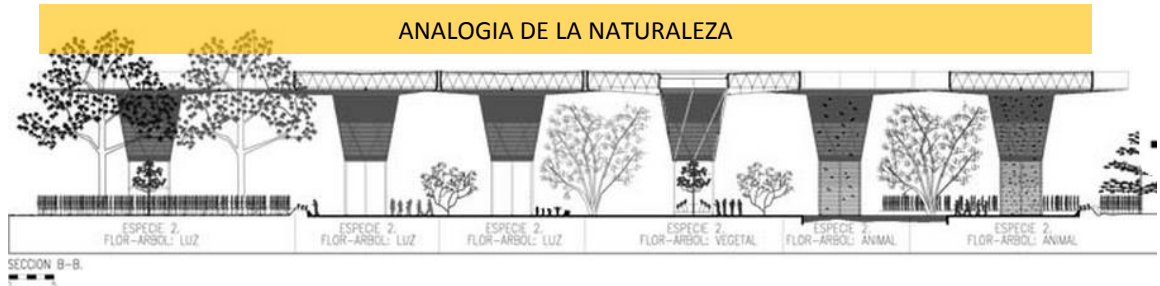 ANALOGIA DE LA NATURALEZA
ESPECIE 2.
FLOR-ARBOL: LUZ
ESPECIE 2.
FLOR-ARBOL: LUZ
ESPECIE 2.
FLOR-ARBOL: LUZ
ESPECIE 2.
FLOR-ARBOL: VEGETAL
ESPECIE 2.
FLOR-ARBOL: ANIMAL
ESPECIE 2.
FLOR-ARBOL: ANIMAL
SECCION B-B.